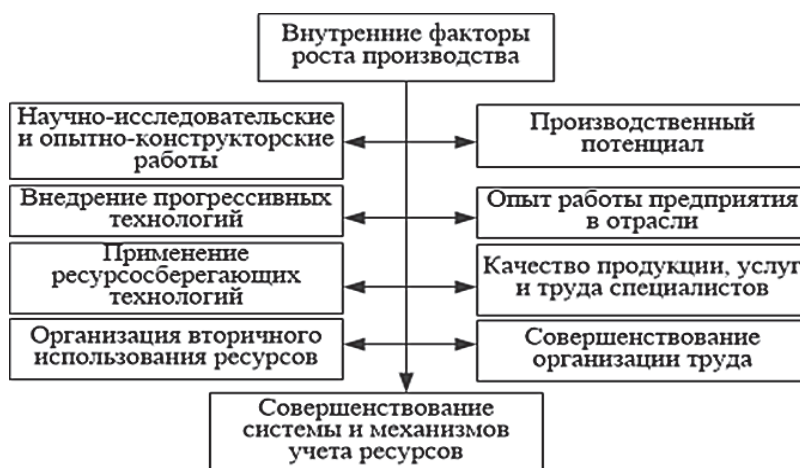 Внутренние факторы
роста производства
Научно-исследовательские
и опытно-конструкторские
работы
Производственный
потенциал
Внедрение прогрессивных
технологий
Опыт работы предприятия
в отрасли
Применение
ресурсосберегающих
технологий
Качество продукции, услуг
и труда специалистов
Организация вторичного
использования ресурсов
Совершенствование
организации труда
Совершенствование
системы и механизмов
учета ресурсов